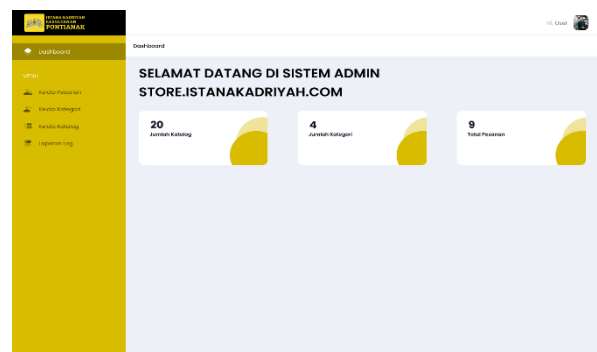 ISTANA KADRIYAH
KESULTANAN
PONTIANAK
Hi, User
Dashboard
Dashboard
MENU
Kelola Pesanan
Kelola Kategori
Kelola Katalog
Laporan Log
SELAMAT DATANG DI SISTEM ADMIN
STORE.ISTANAKADRIYAH.COM
20
Jumlah Katalog
4
Jumlah Kategori
9
Total Pesanan